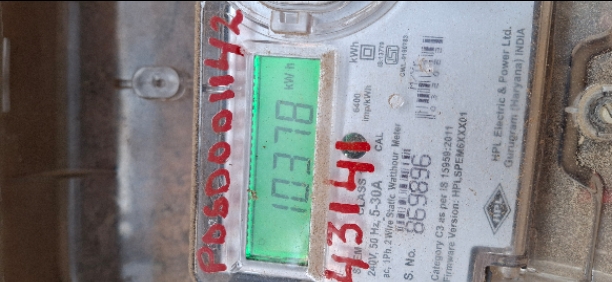 kWh
10378
43141
6400
imp/kWh
kWh
CAL
CLASS 1
240V, 50 Hz, 5-30A
ac, 1Ph, 2 Wire Static Watthour Meter
S. No. 869896
Category C3 as per IS 15959:2011
Firmware Version: HPLSPEM6XXX01
HPL
HPL Electric & Power Ltd.
Gurugram (Haryana) INDIA